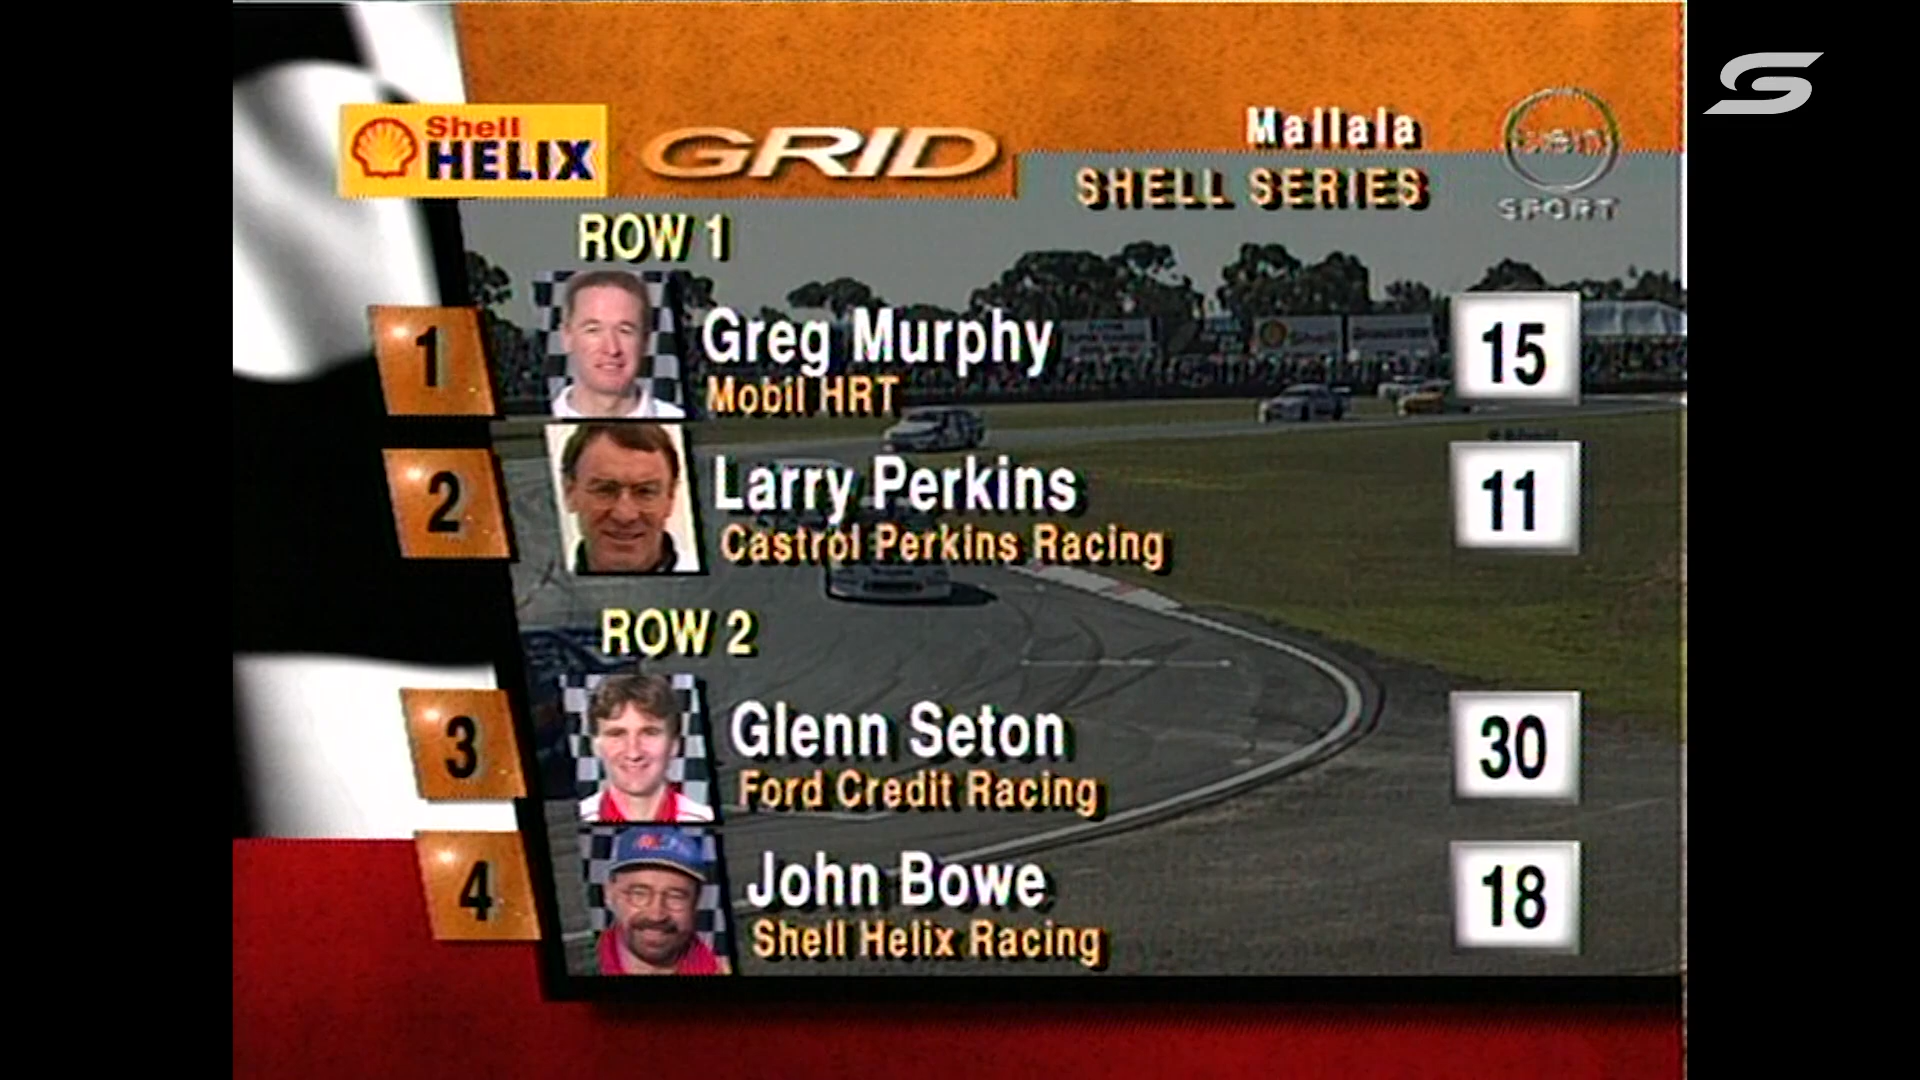 Shell
HELIX
GRID
Mallala
SHELL SERIES
SPORT
ROW 1
1
Greg Murphy
Mobil HRT
15
2
Larry Perkins
Castrol Perkins Racing
11
ROW 2
3
Glenn Seton
Ford Credit Racing
30
4
John Bowe
Shell Helix Racing
18